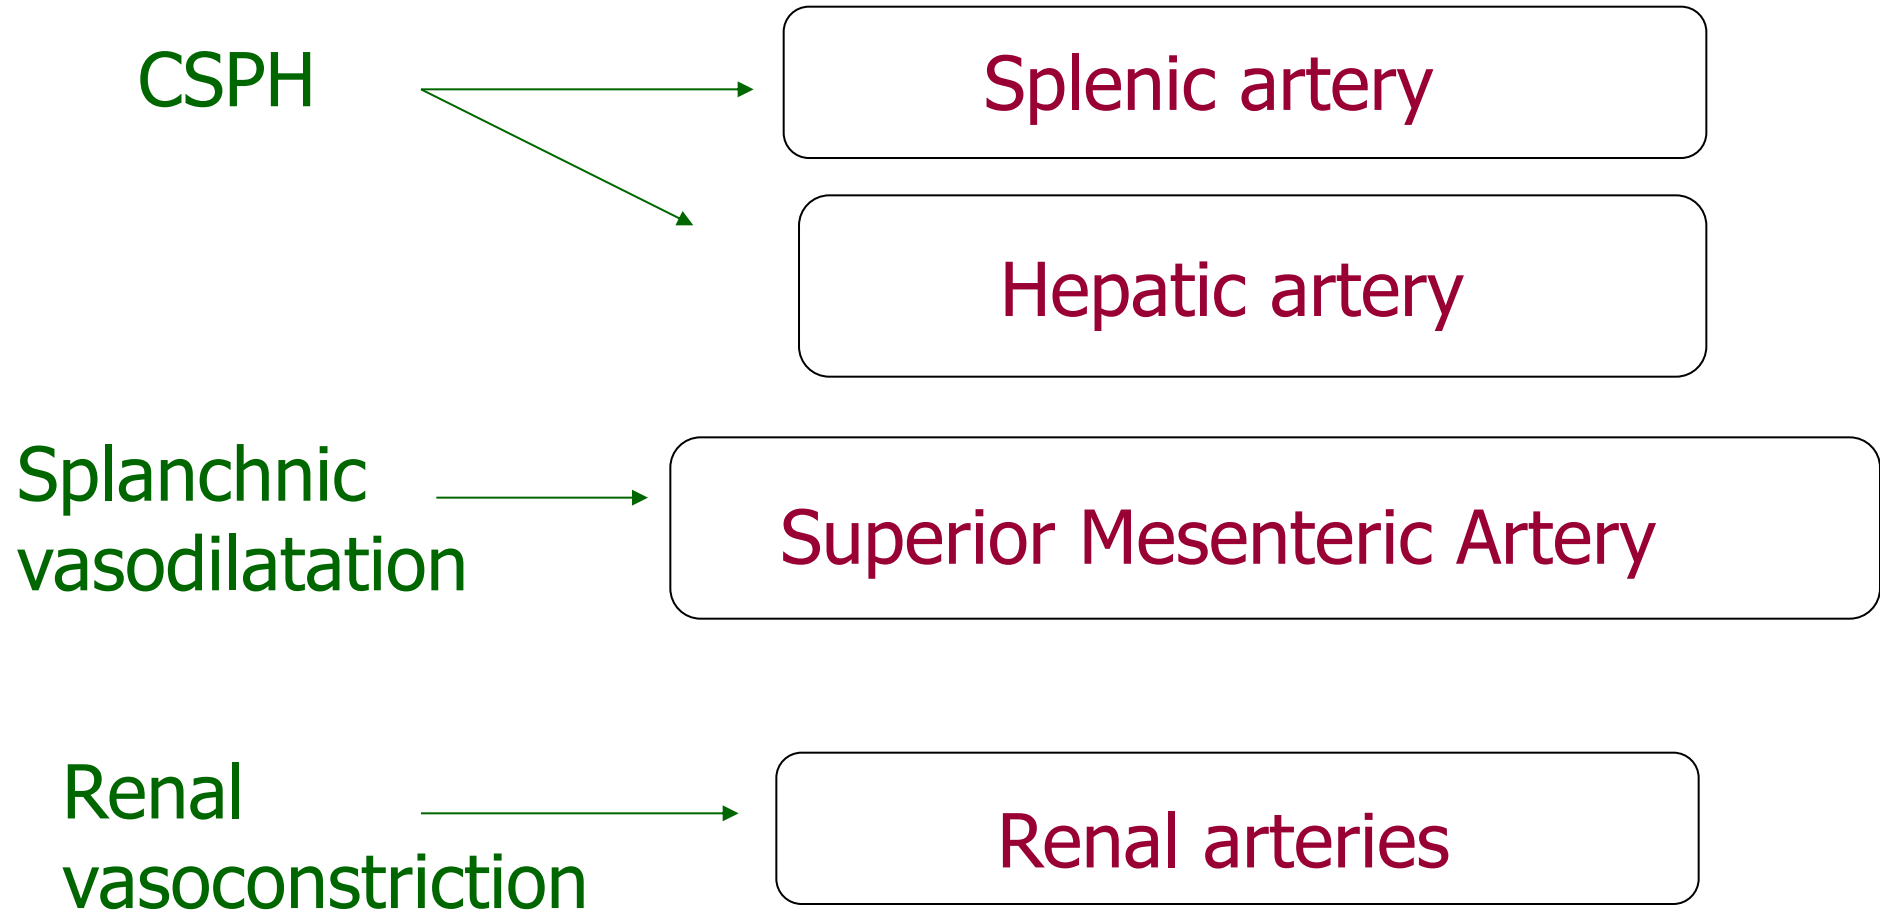 CSPH
Splenic artery
Hepatic artery
Splanchnic
vasodilatation
Superior Mesenteric Artery
Renal
vasoconstriction
Renal arteries